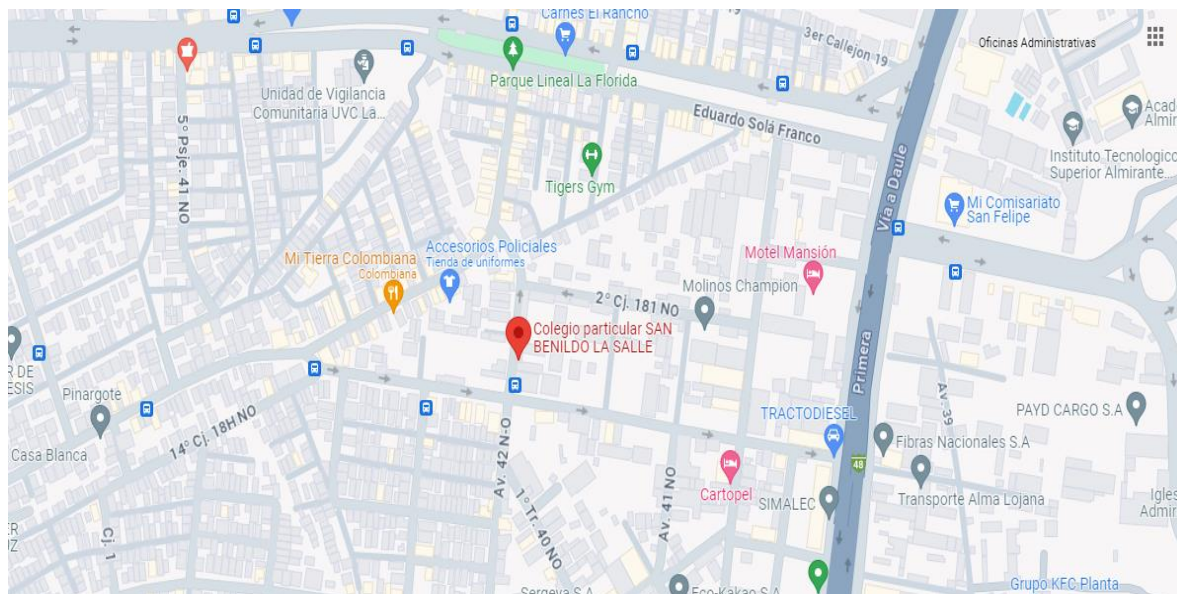 Carnes El Rancho
19
3er Callejon 19
Oficinas Administrativas
Parque Lineal La Florida
Unidad de Vigilancia
Comunitaria UVC La...
Eduardo Solá Franco
Vía a Daule
Instituto Tecnologico
Superior Almirante...
5° Psje. 41 NO
Tigers Gym
Mi Comisariato
San Felipe
Accesorios Policiales
Tienda de uniformes
Mi Tierra Colombiana
Colombiana
Motel Mansión
Molinos Champion
2° Cj. 181 NO
Colegio particular SAN
BENILDO LA SALLE
Primera
Av. 39
Pinargote
TRACTODIESEL
PAYD CARGO S.A
Casa Blanca
14° Cj. 18H NO
Av. 42 N-O
Fibras Nacionales S.A
48
Transporte Alma Lojana
Cartopel
SIMALEC
Av. 41 NO
1° Tr. 40 NO
Cj. 1
Sergeva S.A
Eco-Kakao S.A
Grupo KFC Planta